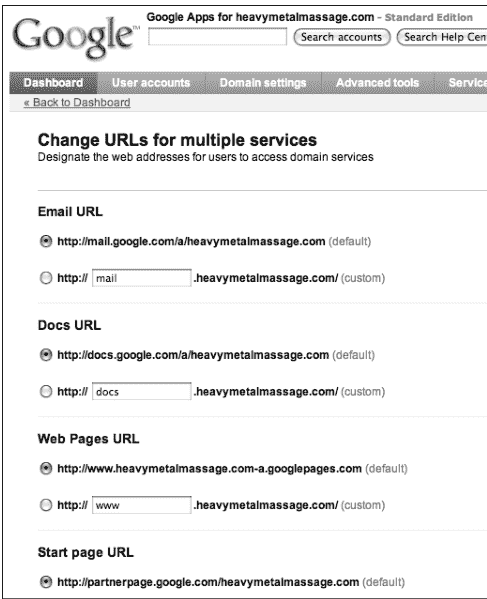 Google™
Google Apps for heavymetalmassage.com - Standard Edition
Search accounts
Search Help Cen
Dashboard User accounts Domain settings Advanced tools Service
« Back to Dashboard
Change URLs for multiple services
Designate the web addresses for users to access domain services
Email URL
http://mail.google.com/a/heavymetalmassage.com (default)
http:// mail .heavymetalmassage.com/ (custom)
Docs URL
http://docs.google.com/a/heavymetalmassage.com (default)
http:// docs .heavymetalmassage.com/ (custom)
Web Pages URL
http://www.heavymetalmassage.com-a.googlepages.com (default)
http:// www .heavymetalmassage.com/ (custom)
Start page URL
http://partnerpage.google.com/heavymetalmassage.com (default)